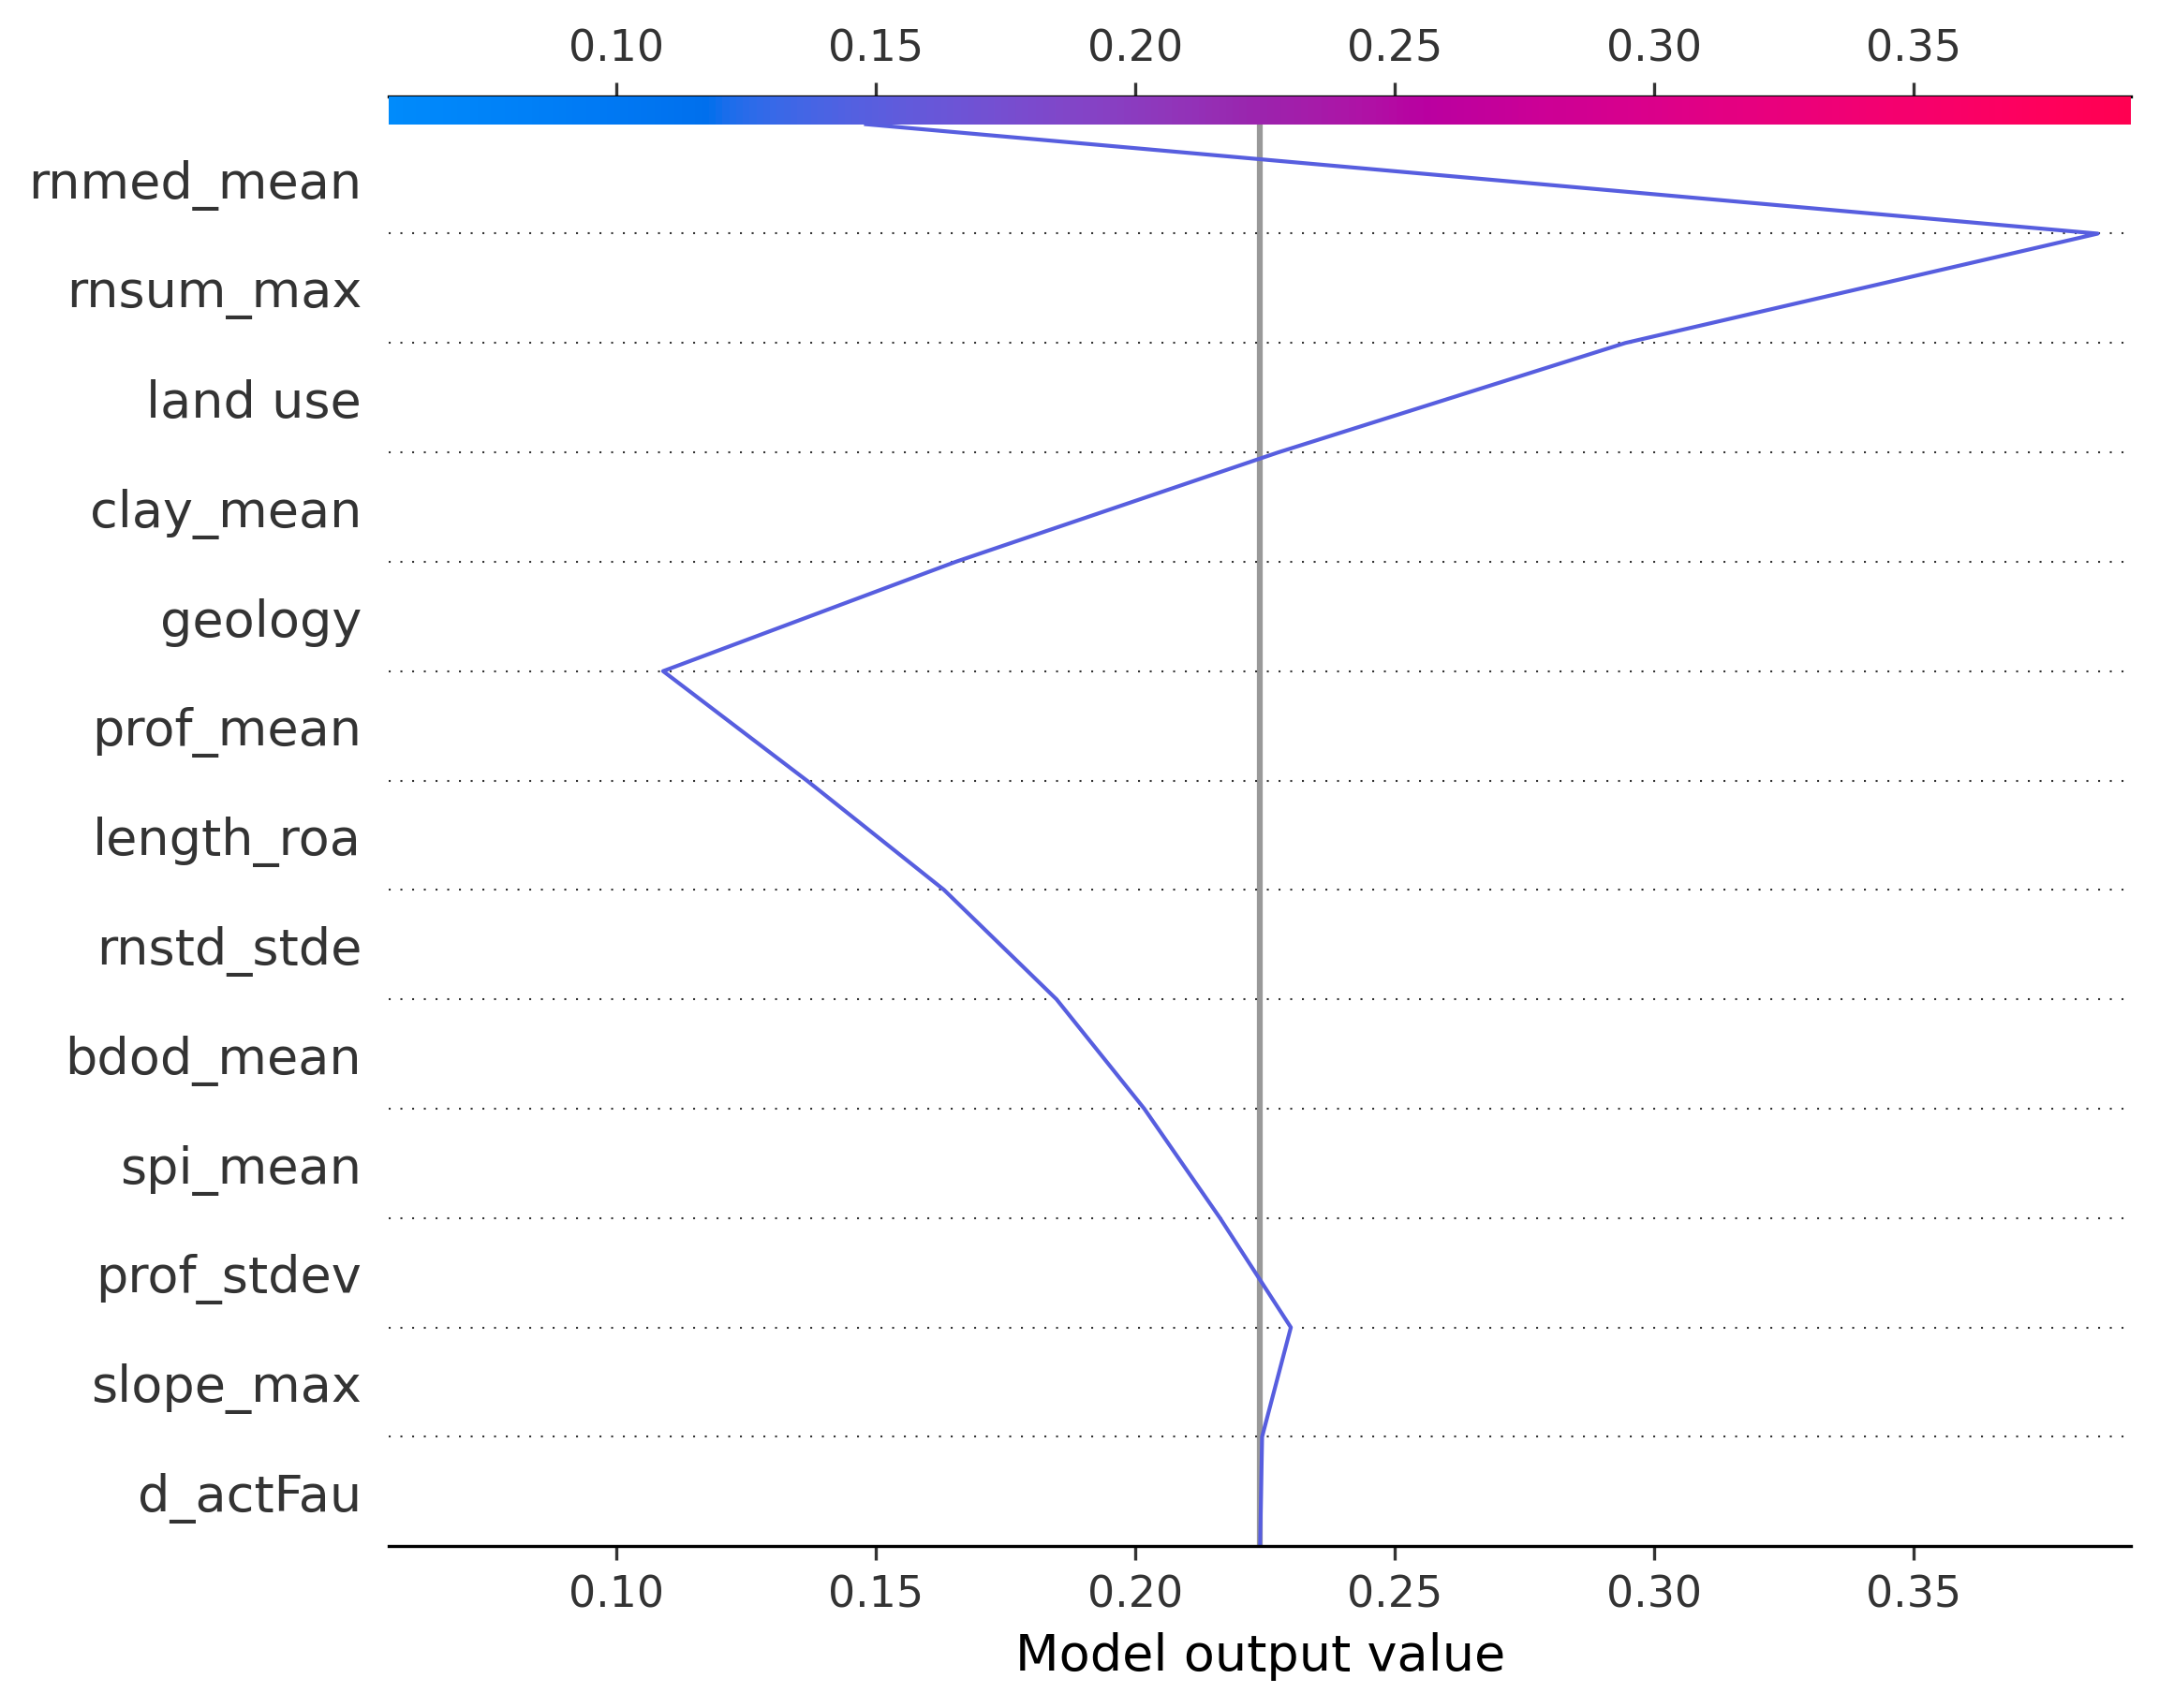 0.10 0.15 0.20 0.25 0.30 0.35
rnmed_mean
rnsum_max
land use
clay_mean
geology
prof_mean
length_roa
rnstd_stde
bdod_mean
spi_mean
prof_stdev
slope_max
d_actFau
0.10 0.15 0.20 0.25 0.30 0.35
Model output value